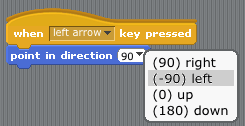 when left arrow key pressed
point in direction 90
(90) right
(-90) left
(0) up
(180) down